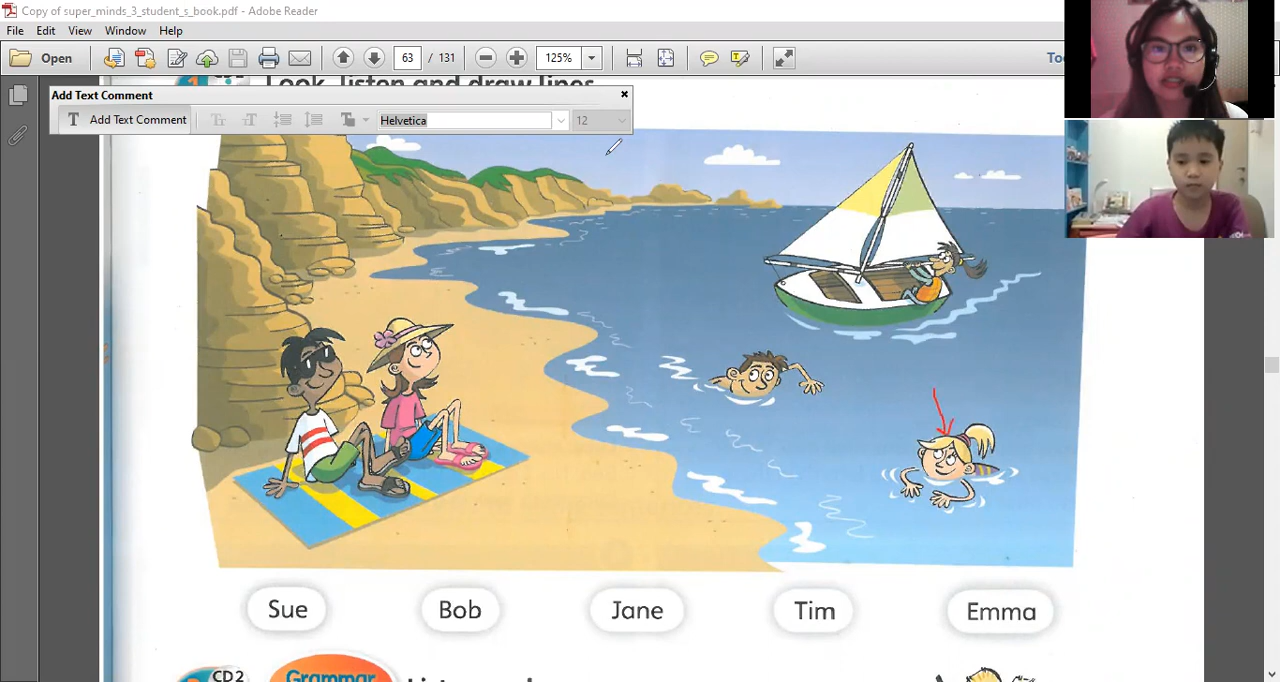 Copy of super_minds_3_student_s_book.pdf - Adobe Reader
File Edit View Window Help
Open 63 / 131 125%
Look, listen and draw lines
Add Text Comment
Add Text Comment Helvetica 12
Sue Bob Jane Tim Emma
CD2
Grammar